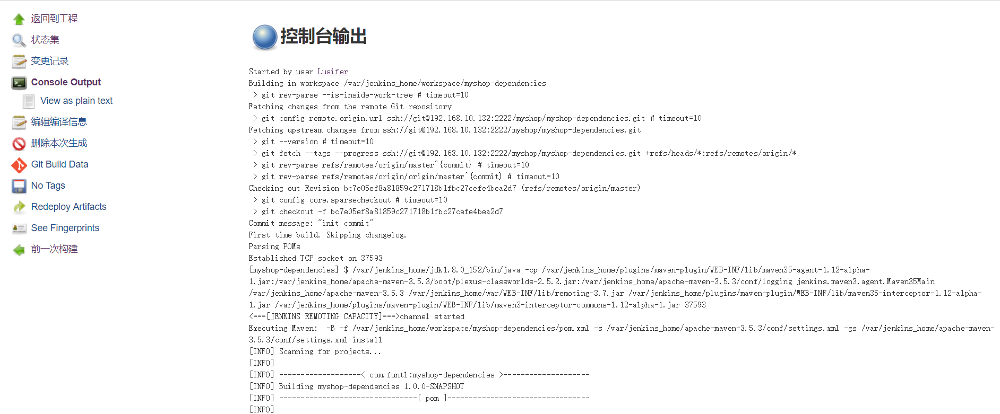 返回到工程
状态集
变更记录
Console Output
View as plain text
编辑编译信息
删除本次生成
Git Build Data
No Tags
Redeploy Artifacts
See Fingerprints
前一次构建
控制台输出
Started by user Lusifer
Building in workspace /var/jenkins_home/workspace/myshop-dependencies
 > git rev-parse --is-inside-work-tree # timeout=10
Fetching changes from the remote Git repository
 > git config remote.origin.url ssh://git@192.168.10.132:2222/myshop/myshop-dependencies.git # timeout=10
Fetching upstream changes from ssh://git@192.168.10.132:2222/myshop/myshop-dependencies.git
 > git --version # timeout=10
 > git fetch --tags --progress ssh://git@192.168.10.132:2222/myshop/myshop-dependencies.git +refs/heads/*:refs/remotes/origin/*
 > git rev-parse refs/remotes/origin/master^{commit} # timeout=10
 > git rev-parse refs/remotes/origin/origin/master^{commit} # timeout=10
Checking out Revision bc7e05ef8a81859c271718b1fbc27cefe4bea2d7 (refs/remotes/origin/master)
 > git config core.sparsecheckout # timeout=10
 > git checkout -f bc7e05ef8a81859c271718b1fbc27cefe4bea2d7
Commit message: "init commit"
First time build. Skipping changelog.
Parsing POMs
Established TCP socket on 37593
[myshop-dependencies] $ /var/jenkins_home/jdk1.8.0_152/bin/java -cp /var/jenkins_home/plugins/maven-plugin/WEB-INF/lib/maven35-agent-1.12-alpha-
1.jar:/var/jenkins_home/apache-maven-3.5.3/boot/plexus-classworlds-2.5.2.jar:/var/jenkins_home/apache-maven-3.5.3/conf/logging jenkins.maven3.agent.Maven35Main
/var/jenkins_home/apache-maven-3.5.3 /var/jenkins_home/war/WEB-INF/lib/remoting-3.7.jar /var/jenkins_home/plugins/maven-plugin/WEB-INF/lib/maven35-interceptor-1.12-alpha-
1.jar /var/jenkins_home/plugins/maven-plugin/WEB-INF/lib/maven3-interceptor-commons-1.12-alpha-1.jar 37593
<===[JENKINS REMOTING CAPACITY]===>channel started
Executing Maven:  -B -f /var/jenkins_home/workspace/myshop-dependencies/pom.xml -s /var/jenkins_home/apache-maven-3.5.3/conf/settings.xml -gs /var/jenkins_home/apache-maven-
3.5.3/conf/settings.xml install
[INFO] Scanning for projects...
[INFO]
[INFO] -------------------< com.funtl:myshop-dependencies >--------------------
[INFO] Building myshop-dependencies 1.0.0-SNAPSHOT
[INFO] --------------------------------[ pom ]---------------------------------
[INFO]